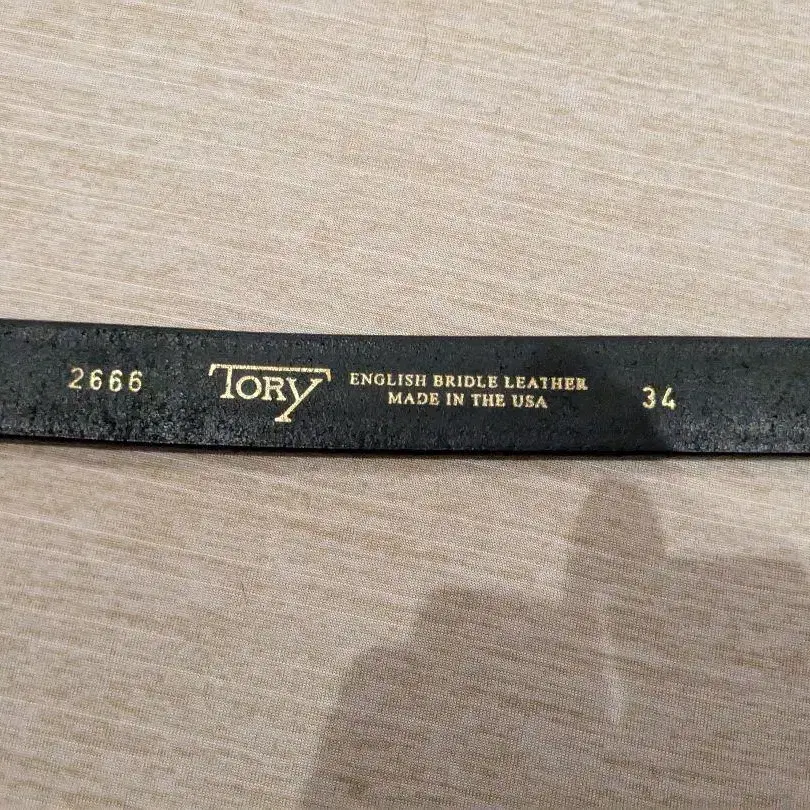 2666 TORY ENGLISH BRIDLE LEATHER 34
MADE IN THE USA